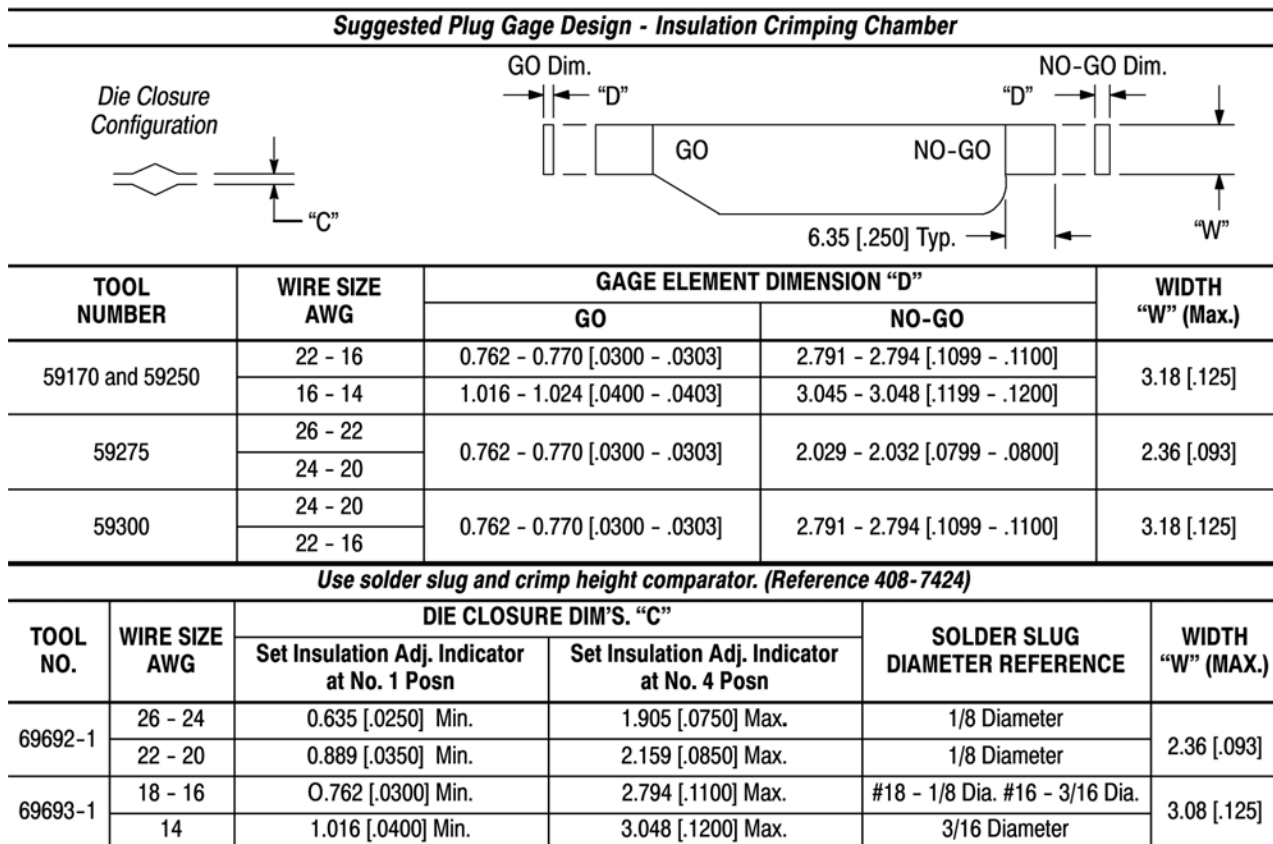 Suggested Plug Gage Design - Insulation Crimping Chamber
GO Dim.
NO-GO Dim.
Die Closure
Configuration
"D"
"D"
GO
NO-GO
"C"
6.35 [.250] Typ.
"W"
TOOL NUMBER WIRE SIZE AWG GAGE ELEMENT DIMENSION "D" WIDTH "W" (Max.)
GO NO-GO
59170 and 59250 22 - 16 0.762 - 0.770 [.0300 - .0303] 2.791 - 2.794 [.1099 - .1100] 3.18 [.125]
16 - 14 1.016 - 1.024 [.0400 - .0403] 3.045 - 3.048 [.1199 - .1200]
59275 26 - 22 0.762 - 0.770 [.0300 - .0303] 2.029 - 2.032 [.0799 - .0800] 2.36 [.093]
24 - 20
59300 24 - 20 0.762 - 0.770 [.0300 - .0303] 2.791 - 2.794 [.1099 - .1100] 3.18 [.125]
22 - 16
Use solder slug and crimp height comparator. (Reference 408-7424)
TOOL NO. WIRE SIZE AWG DIE CLOSURE DIM'S. "C" SOLDER SLUG DIAMETER REFERENCE WIDTH "W" (MAX.)
Set Insulation Adj. Indicator at No. 1 Posn Set Insulation Adj. Indicator at No. 4 Posn
69692-1 26 - 24 0.635 [.0250] Min. 1.905 [.0750] Max. 1/8 Diameter 2.36 [.093]
22 - 20 0.889 [.0350] Min. 2.159 [.0850] Max. 1/8 Diameter
69693-1 18 - 16 O.762 [.0300] Min. 2.794 [.1100] Max. #18 - 1/8 Dia. #16 - 3/16 Dia. 3.08 [.125]
14 1.016 [.0400] Min. 3.048 [.1200] Max. 3/16 Diameter